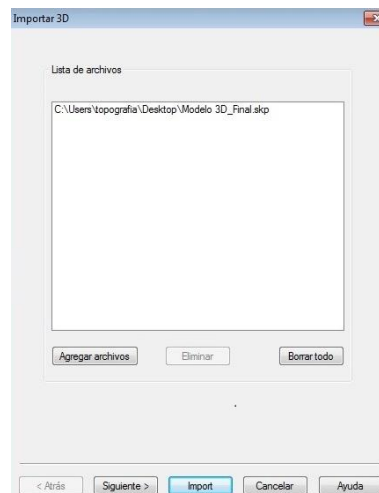 Importar 3D
Lista de archivos
C:\Users\topografia\Desktop\Modelo 3D_Final.skp
Agregar archivos Eliminar Borrar todo
< Atrás Siguiente > Import Cancelar Ayuda